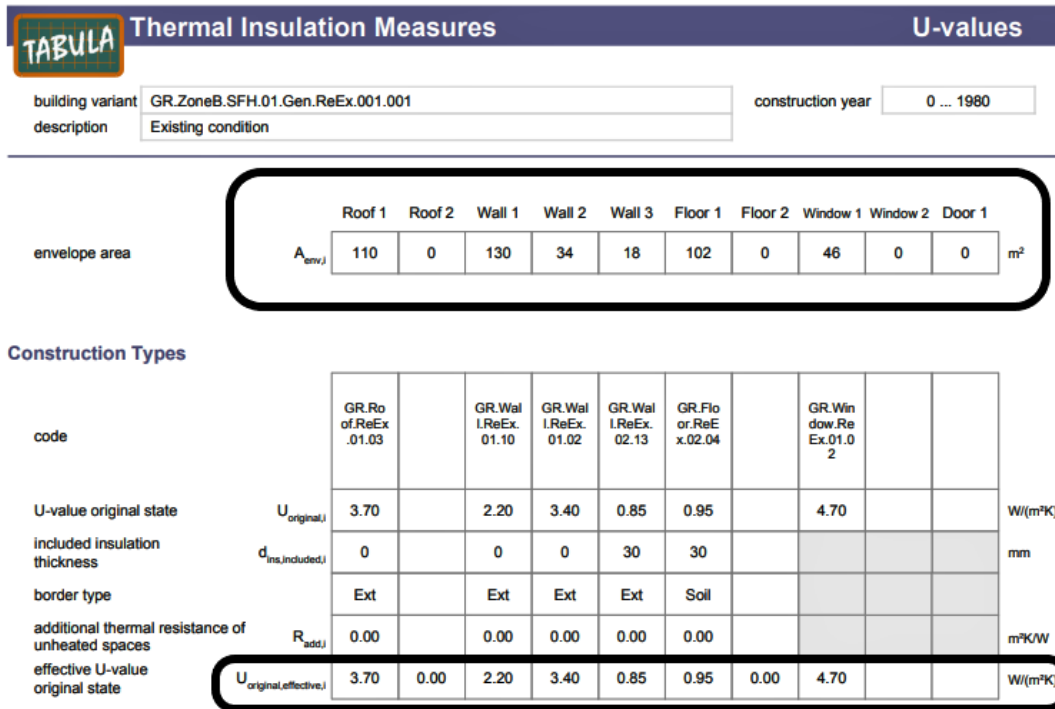 TABULA Thermal Insulation Measures U-values
building variant GR.ZoneB.SFH.01.Gen.ReEx.001.001 construction year 0 ... 1980
description Existing condition
Roof 1 Roof 2 Wall 1 Wall 2 Wall 3 Floor 1 Floor 2 Window 1 Window 2 Door 1
envelope area A env,i 110 0 130 34 18 102 0 46 0 0 m²
Construction Types
code GR.Ro of.ReEx .01.03 GR.Wal l.ReEx. 01.10 GR.Wal l.ReEx. 01.02 GR.Wal l.ReEx. 02.13 GR.Flo or.ReE x.02.04 GR.Win dow.Re Ex.01.0 2
U-value original state U original,i 3.70 2.20 3.40 0.85 0.95 4.70 W/(m²K)
included insulation
thickness d ins,included,i 0 0 0 30 30 mm
border type Ext Ext Ext Ext Soil
additional thermal resistance of
unheated spaces R add,i 0.00 0.00 0.00 0.00 0.00 m²K/W
effective U-value
original state U original,effective,i 3.70 0.00 2.20 3.40 0.85 0.95 0.00 4.70 W/(m²K)